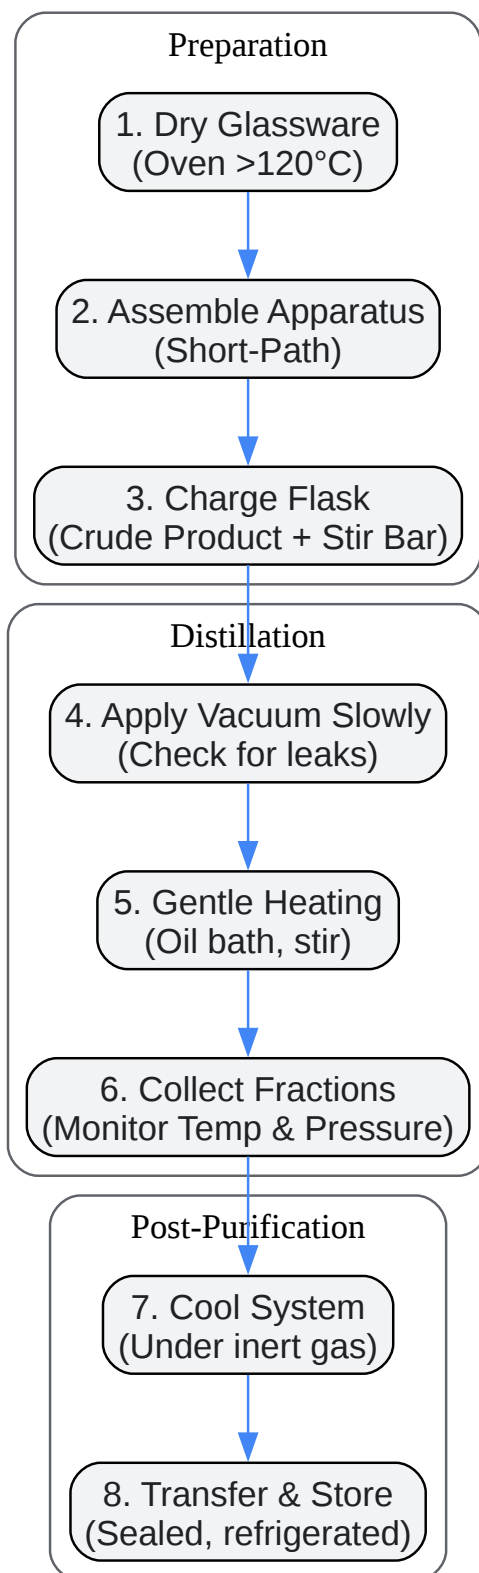 Preparation
1. Dry Glassware
(Oven >120°C)
2. Assemble Apparatus
(Short-Path)
3. Charge Flask
(Crude Product + Stir Bar)
Distillation
4. Apply Vacuum Slowly
(Check for leaks)
5. Gentle Heating
(Oil bath, stir)
6. Collect Fractions
(Monitor Temp & Pressure)
Post-Purification
7. Cool System
(Under inert gas)
8. Transfer & Store
(Sealed, refrigerated)